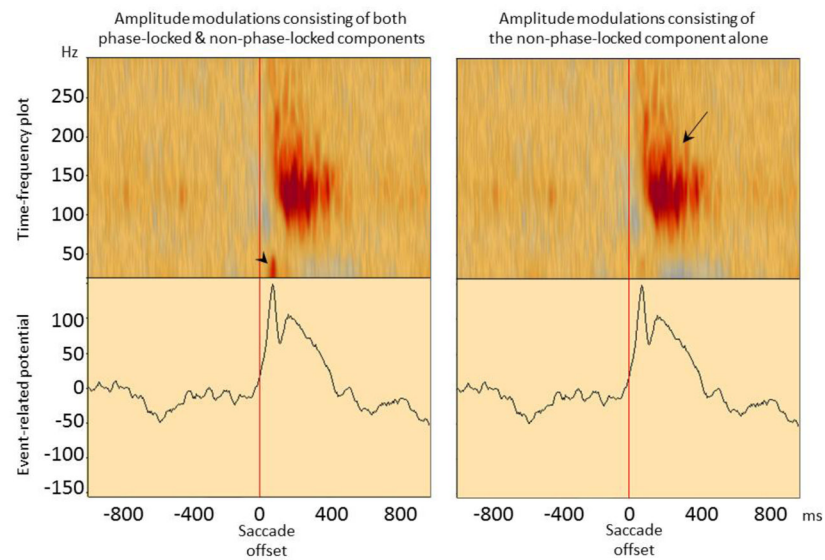 Amplitude modulations consisting of both
phase-locked & non-phase-locked components
Amplitude modulations consisting of
the non-phase-locked component alone
Hz
Time-frequency plot
250
200
150
100
50
Event-related potential
100
50
0
-50
-100
-150
-800
-400
0
400
800
Saccade
offset
-800
-400
0
400
800
ms
Saccade
offset